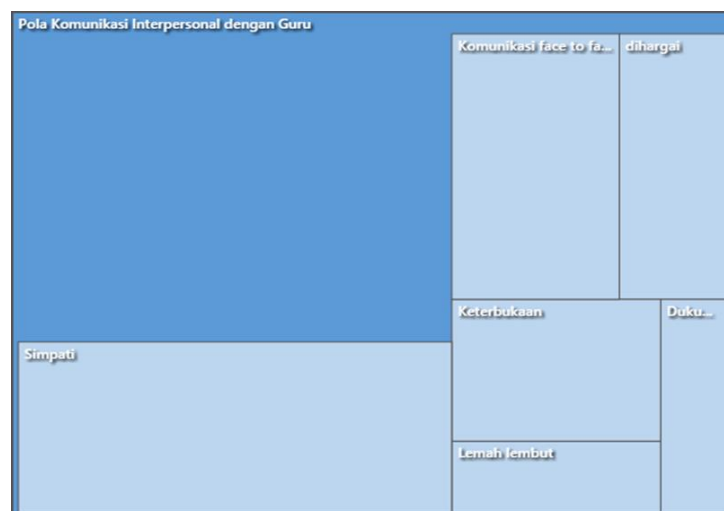 Pola Komunikasi Interpersonal dengan Guru
Komunikasi face to fa...
dihargai
Keterbukaan
Duku...
Simpati
Lemah lembut